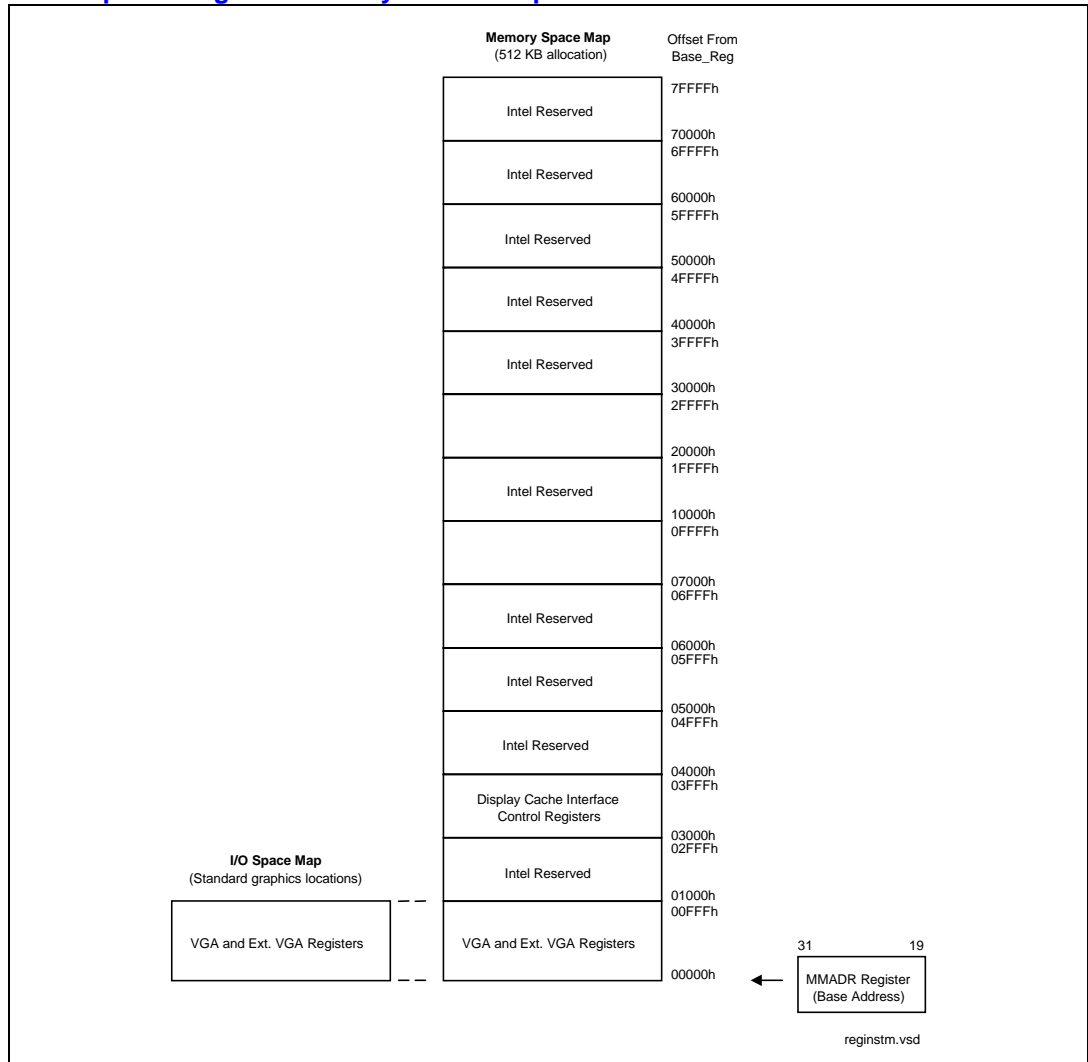 Memory Space Map
(512 KB allocation)
Offset From
Base_Reg
7FFFFh
Intel Reserved
70000h
6FFFFh
Intel Reserved
60000h
5FFFFh
Intel Reserved
50000h
4FFFFh
Intel Reserved
40000h
3FFFFh
Intel Reserved
30000h
2FFFFh
20000h
1FFFFh
Intel Reserved
10000h
0FFFFh
07000h
06FFFh
Intel Reserved
06000h
05FFFh
Intel Reserved
05000h
04FFFh
Intel Reserved
04000h
03FFFh
Display Cache Interface
Control Registers
03000h
02FFFh
Intel Reserved
01000h
00FFFh
I/O Space Map
(Standard graphics locations)
VGA and Ext. VGA Registers
VGA and Ext. VGA Registers
00000h
31 19
MMADR Register
(Base Address)
reginstm.vsd